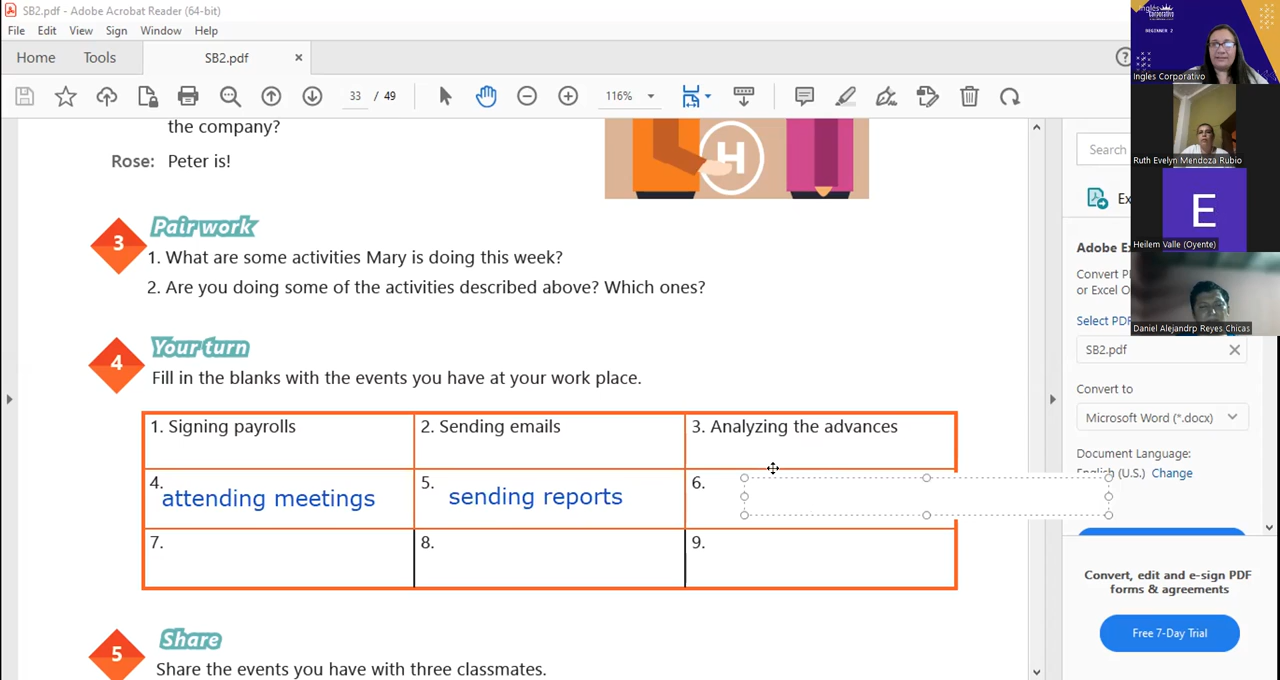 SB2.pdf - Adobe Acrobat Reader (64-bit)
File Edit View Sign Window Help
Home Tools SB2.pdf ×
33 / 49 116%
the company?
Rose: Peter is!
H
3 Pair work
1. What are some activities Mary is doing this week?
2. Are you doing some of the activities described above? Which ones?
4 Your turn
Fill in the blanks with the events you have at your work place.
1. Signing payrolls 2. Sending emails 3. Analyzing the advances
4. attending meetings 5. sending reports 6.
7. 8. 9.
5 Share
Share the events you have with three classmates.
Inglés
Corporativo
BEGINNER 2
Ingles Corporativo
Ruth Evelyn Mendoza Rubio
E
Heilem Valle (Oyente)
Daniel Alejandrp Reyes Chicas
Search
Ex
Adobe Ex
Convert P
or Excel O
Select PDF
SB2.pdf
Convert to
Microsoft Word (*.docx)
Document Language:
English (U.S.) Change
Convert, edit and e-sign PDF
forms & agreements
Free 7-Day Trial